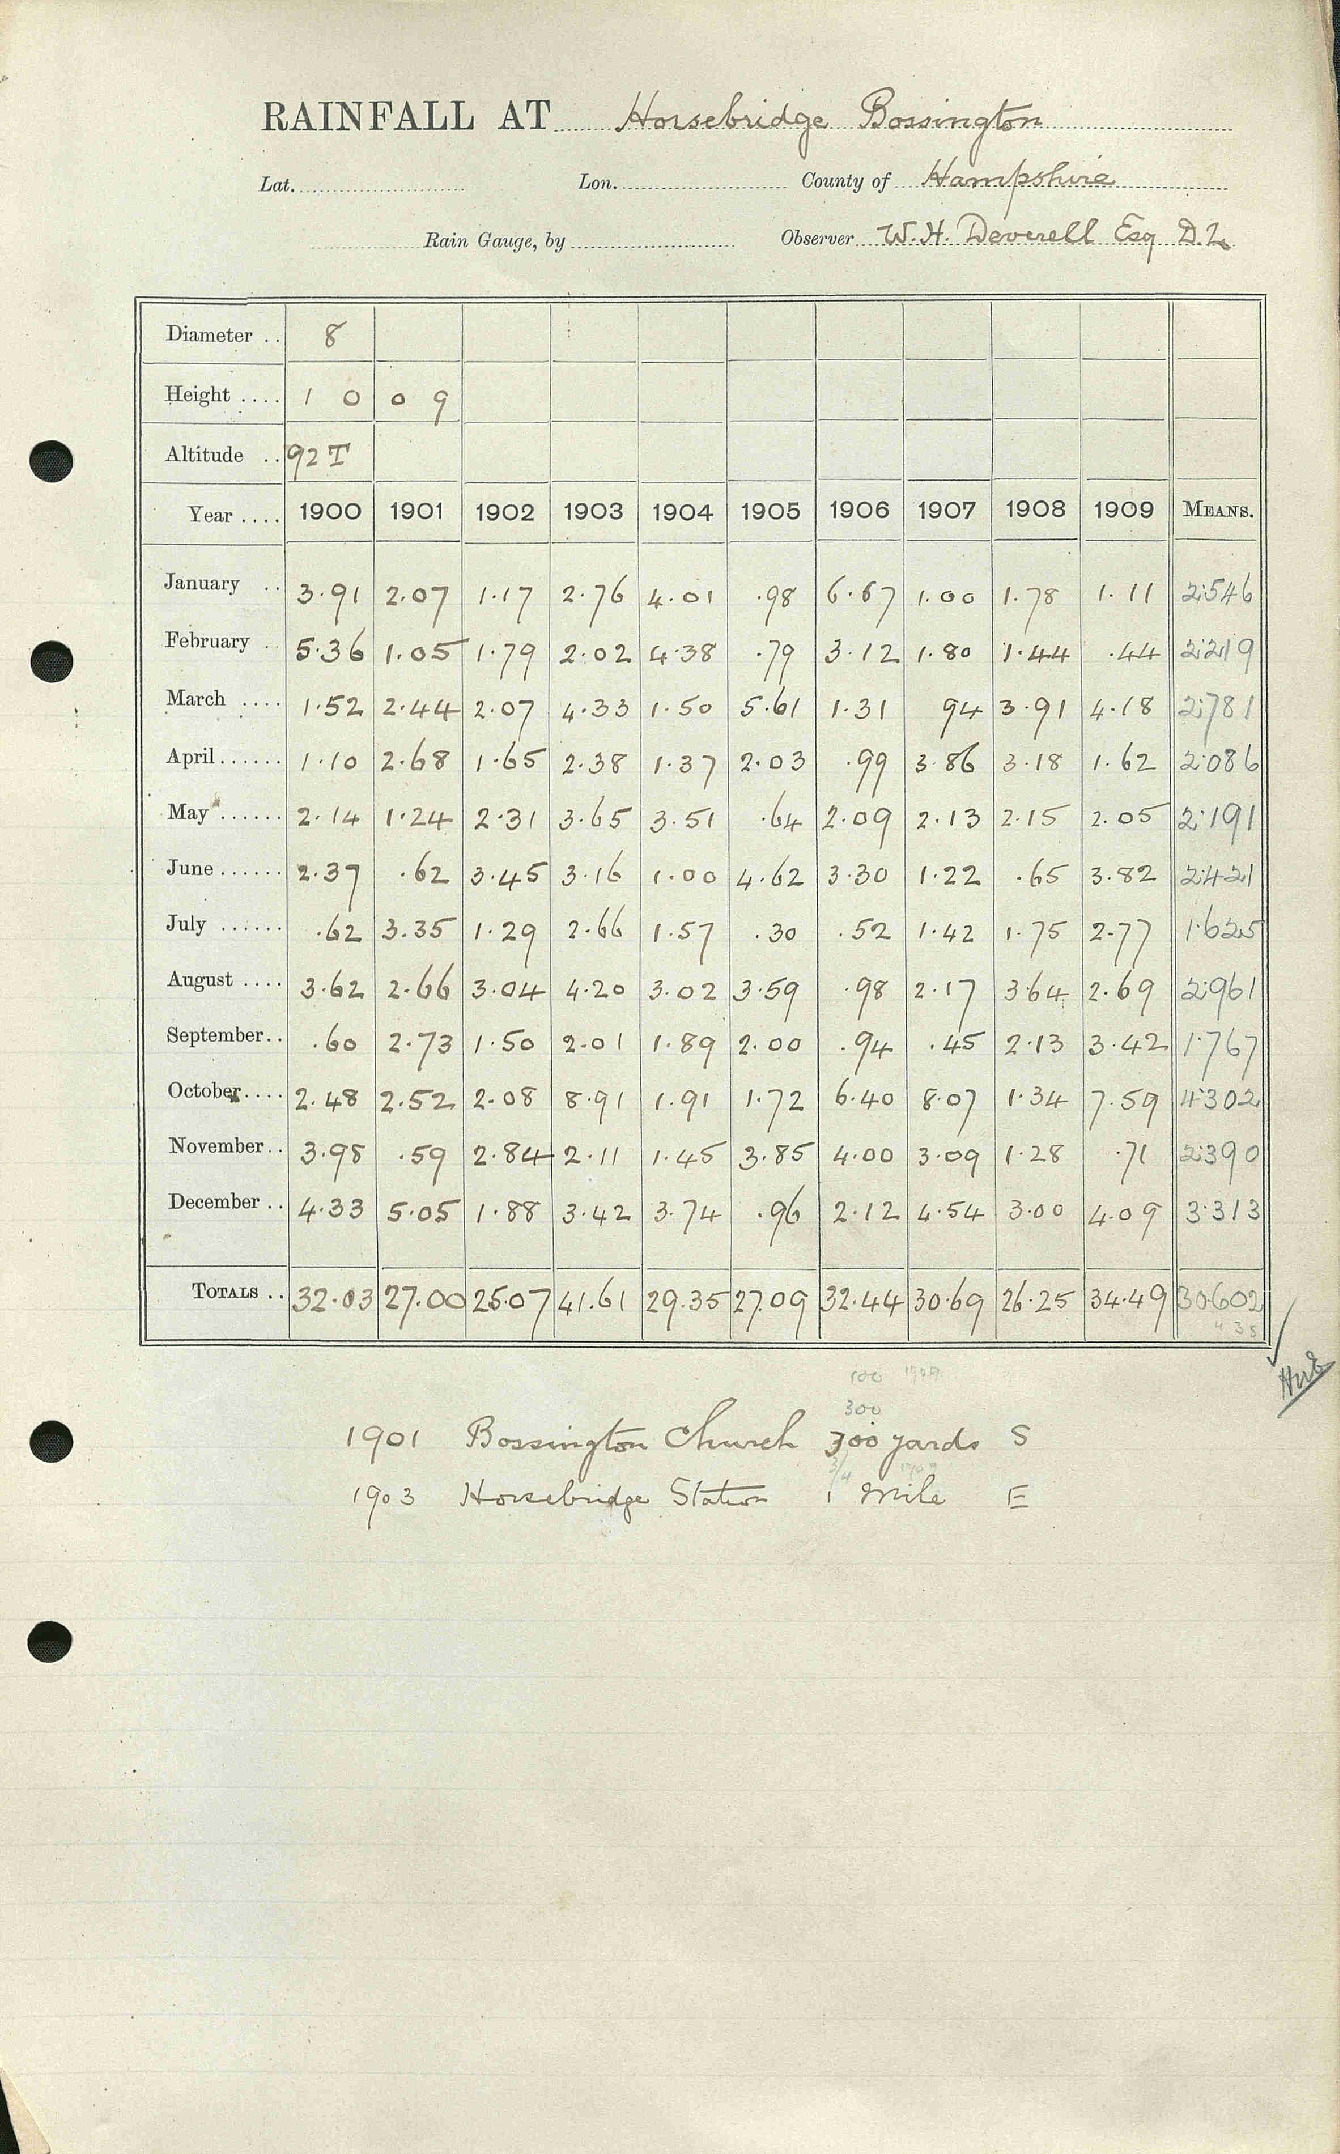 RAINFALL AT Horsebridge Bossington
Lat. Lon. County of Hampshire
Rain Gauge, by Observer W. H. Deverell Esq D.L
Diameter .. 8
Height .... 1 0 0 9
Altitude .. 92 T
Year .... 1900 1901 1902 1903 1904 1905 1906 1907 1908 1909 MEANS.
January .. 3.91 2.07 1.17 2.76 4.01 .98 6.67 1.00 1.78 1.11 2.546
February .. 5.36 1.05 1.79 2.02 4.38 .79 3.12 1.80 1.44 .44 2.219
March .... 1.52 2.44 2.07 4.33 1.50 5.61 1.31 94 3.91 4.18 2.781
April ...... 1.10 2.68 1.65 2.38 1.37 2.03 .99 3.86 3.18 1.62 2.086
May ...... 2.14 1.24 2.31 3.65 3.51 .64 2.09 2.13 2.15 2.05 2.191
June ...... 2.37 .62 3.45 3.16 1.00 4.62 3.30 1.22 .65 3.82 2.421
July ...... .62 3.35 1.29 2.66 1.57 .30 .52 1.42 1.75 2.77 1.625
August .... 3.62 2.66 3.04 4.20 3.02 3.59 .98 2.17 3.64 2.69 2.961
September .. .60 2.73 1.50 2.01 1.89 2.00 .94 .45 2.13 3.42 1.767
October .... 2.48 2.52 2.08 8.91 1.91 1.72 6.40 8.07 1.34 7.59 4.302
November .. 3.98 .59 2.84 2.11 1.45 3.85 4.00 3.09 1.28 .71 2.390
December .. 4.33 5.05 1.88 3.42 3.74 .96 2.12 4.54 3.00 4.09 3.313
TOTALS .. 32.03 27.00 25.07 41.61 29.35 27.09 32.44 30.69 26.25 34.49 30.602
300
1901 Bossington Church 300 yards S
3/4
1903 Horsebridge Station 1 Mile E